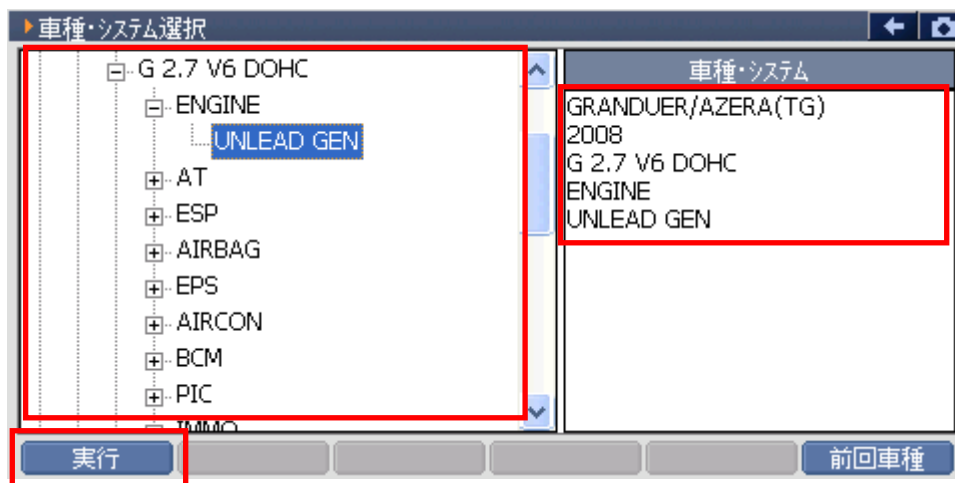 車種・システム選択
G 2.7 V6 DOHC
ENGINE
UNLEAD GEN
AT
ESP
AIRBAG
EPS
AIRCON
BCM
PIC
IMMO
車種・システム
GRANDUER/AZERA(TG)
2008
G 2.7 V6 DOHC
ENGINE
UNLEAD GEN
実行
前回車種